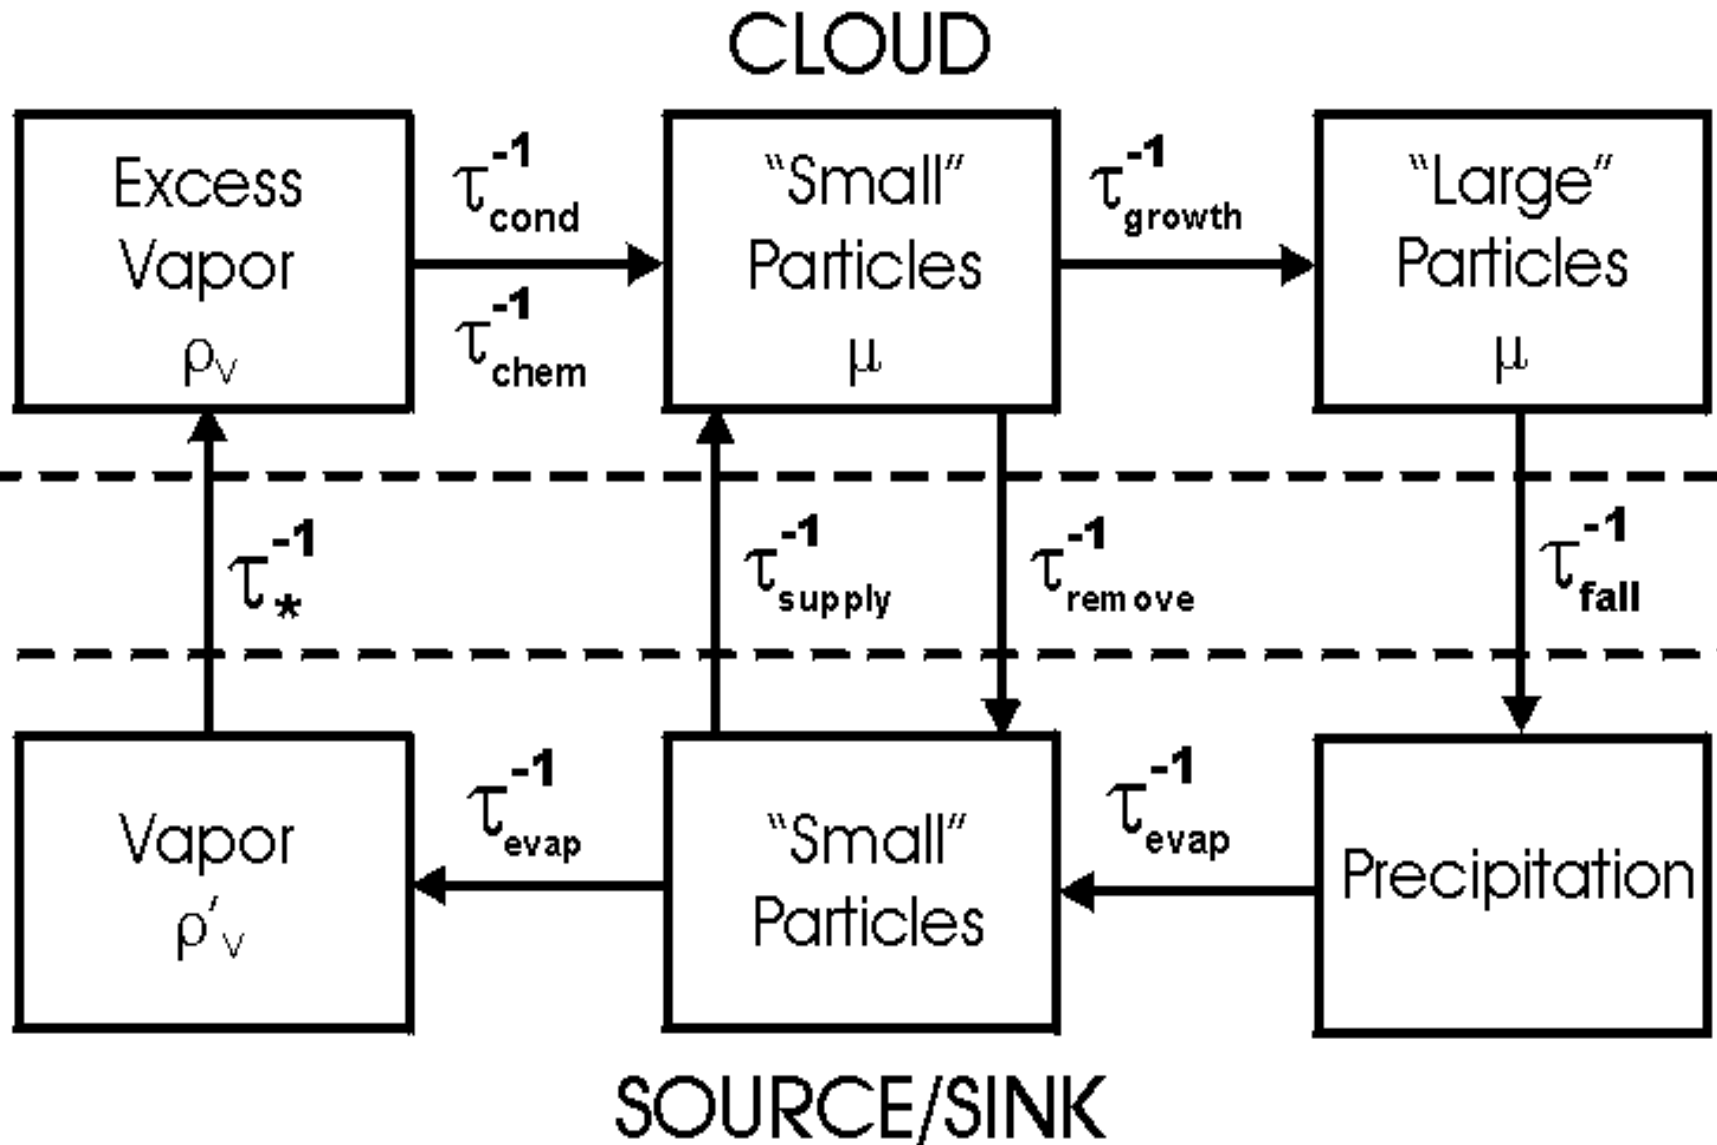 CLOUD
Excess
Vapor
ρv
τ-1cond
τ-1chem
“Small”
Particles
μ
τ-1growth
“Large”
Particles
μ
τ-1*
τ-1supply
τ-1remove
τ-1fall
Vapor
ρ′v
τ-1evap
“Small”
Particles
τ-1evap
Precipitation
SOURCE/SINK